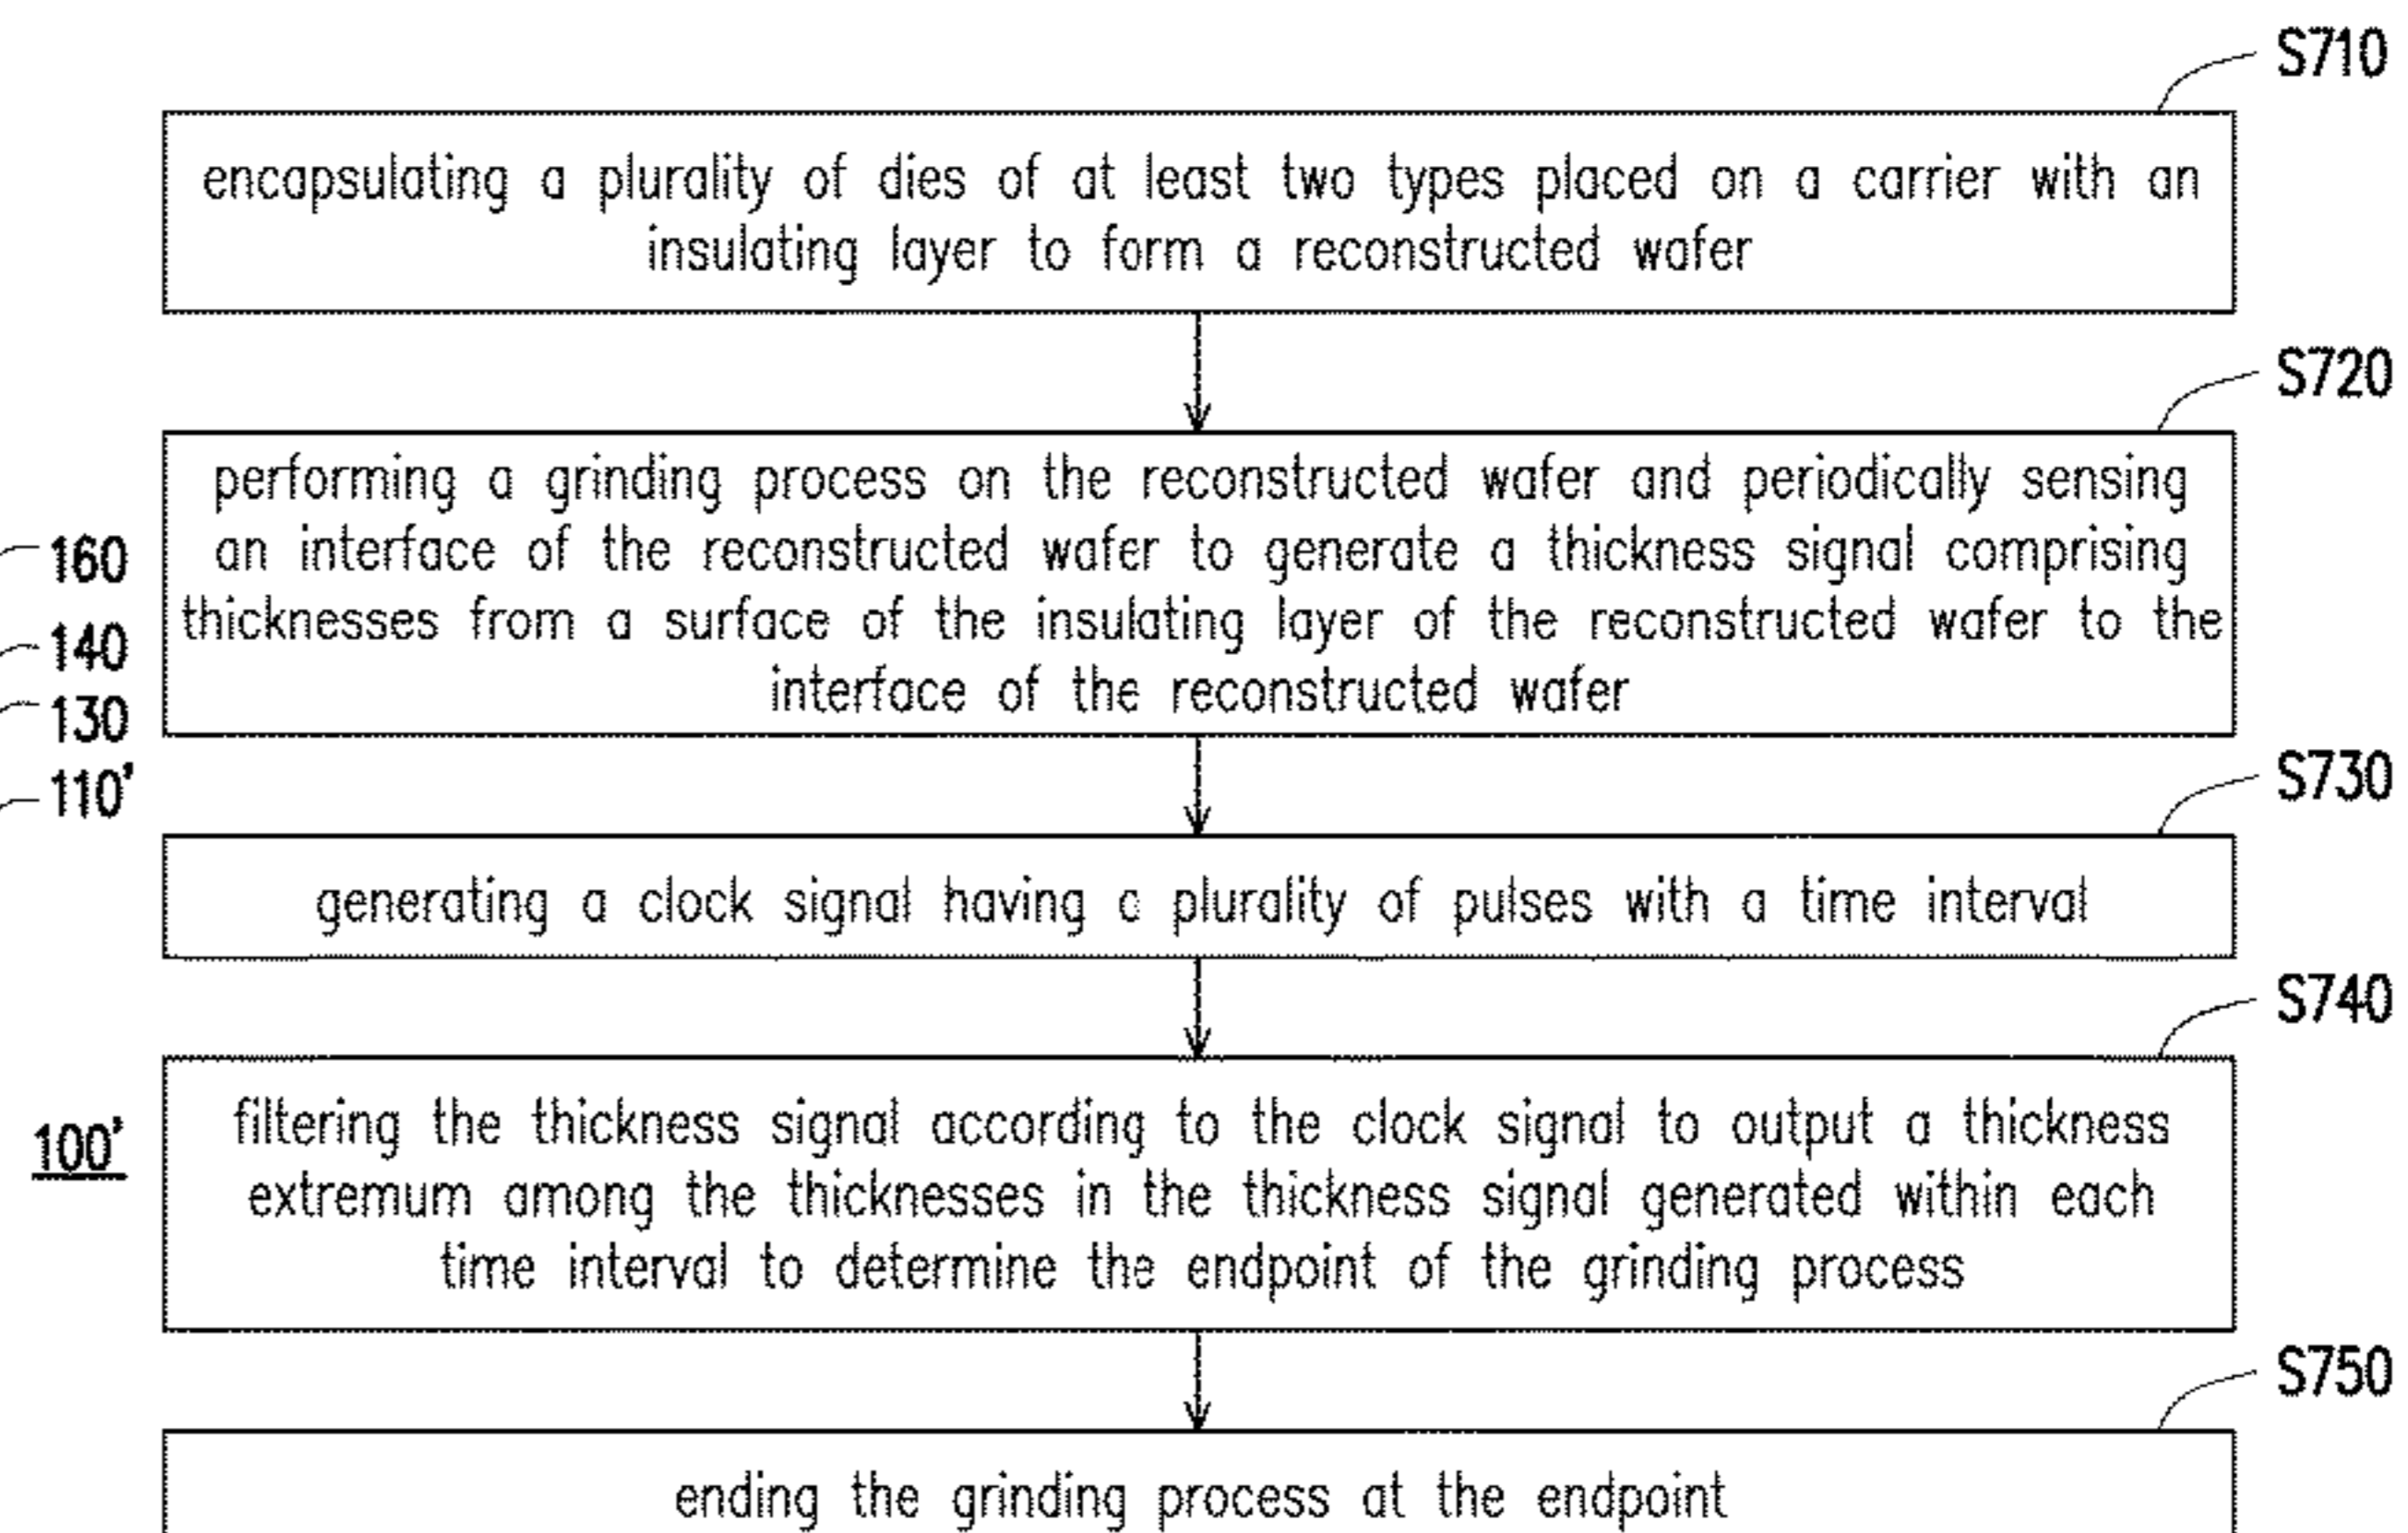 S710
encapsulating a plurality of dies of at least two types placed on a carrier with an
insulating layer to form a reconstructed wafer
S720
performing a grinding process on the reconstructed wafer and periodically sensing
an interface of the reconstructed wafer to generate a thickness signal comprising
thicknesses from a surface of the insulating layer of the reconstructed wafer to the
interface of the reconstructed wafer
160
140
130
110'
S730
generating a clock signal having a plurality of pulses with a time interval
S740
filtering the thickness signal according to the clock signal to output a thickness
extremum among the thicknesses in the thickness signal generated within each
time interval to determine the endpoint of the grinding process
100'
S750
ending the grinding process at the endpoint